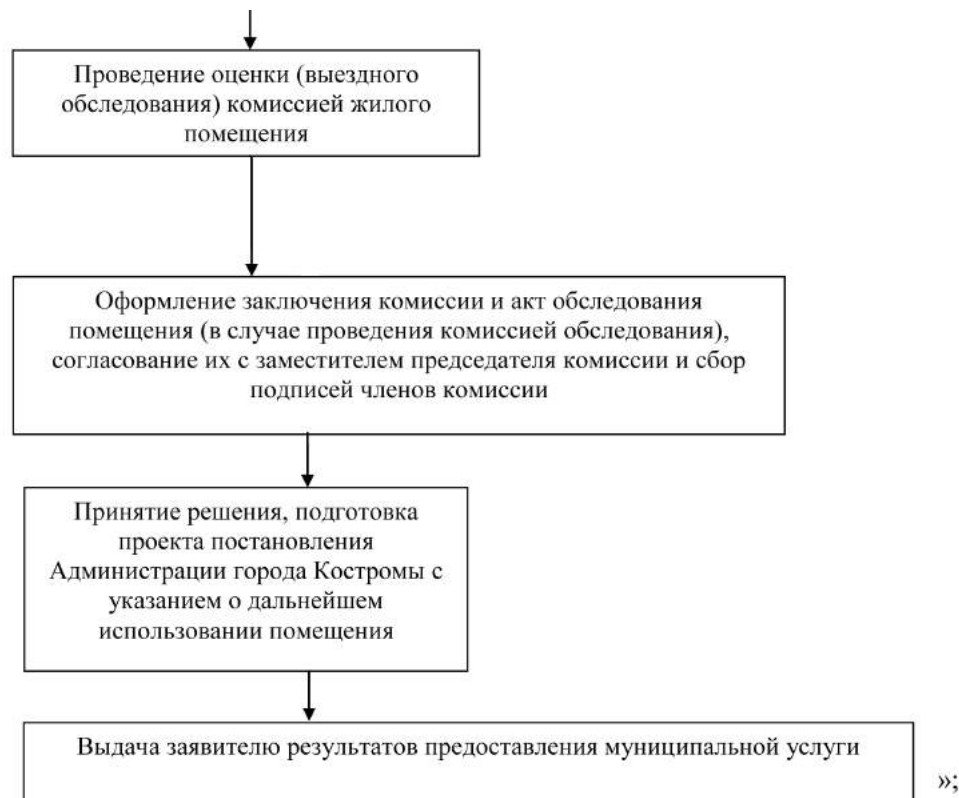 Проведение оценки (выездного
обследования) комиссией жилого
помещения
Оформление заключения комиссии и акт обследования
помещения (в случае проведения комиссией обследования),
согласование их с заместителем председателя комиссии и сбор
подписей членов комиссии
Принятие решения, подготовка
проекта постановления
Администрации города Костромы с
указанием о дальнейшем
использовании помещения
Выдача заявителю результатов предоставления муниципальной услуги
»;